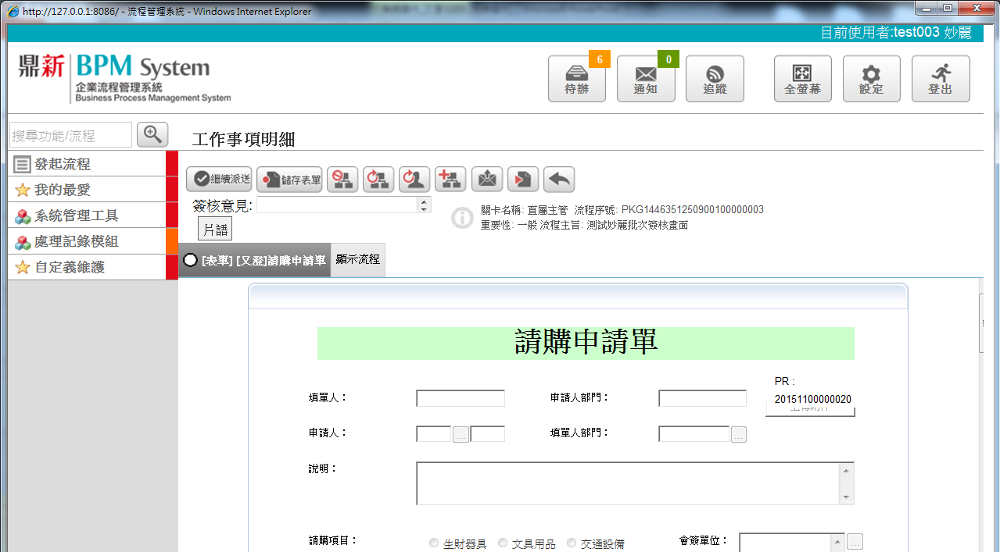 http://127.0.0.1:8086/ - 流程管理系統 - Windows Internet Explorer
目前使用者:test003 妙麗
鼎新 BPM System
企業流程管理系統
Business Process Management System
6 0
待辦 通知 追蹤 全螢幕 設定 登出
搜尋功能/流程
工作事項明細
發起流程
我的最愛
系統管理工具
處理記錄模組
自定義維護
繼續派送 儲存表單
簽核意見:
片語
關卡名稱: 直屬主管 流程序號: PKG1446351250900100000003
重要性: 一般 流程主旨: 測試妙麗批次簽核畫面
[表單] [又澄]請購申請單 顯示流程
請購申請單
PR :
填單人： 申請人部門： 20151100000020
申請人： ... 填單人部門： ...
說明：
請購項目： 生財器具 文具用品 交通設備 會簽單位： ...